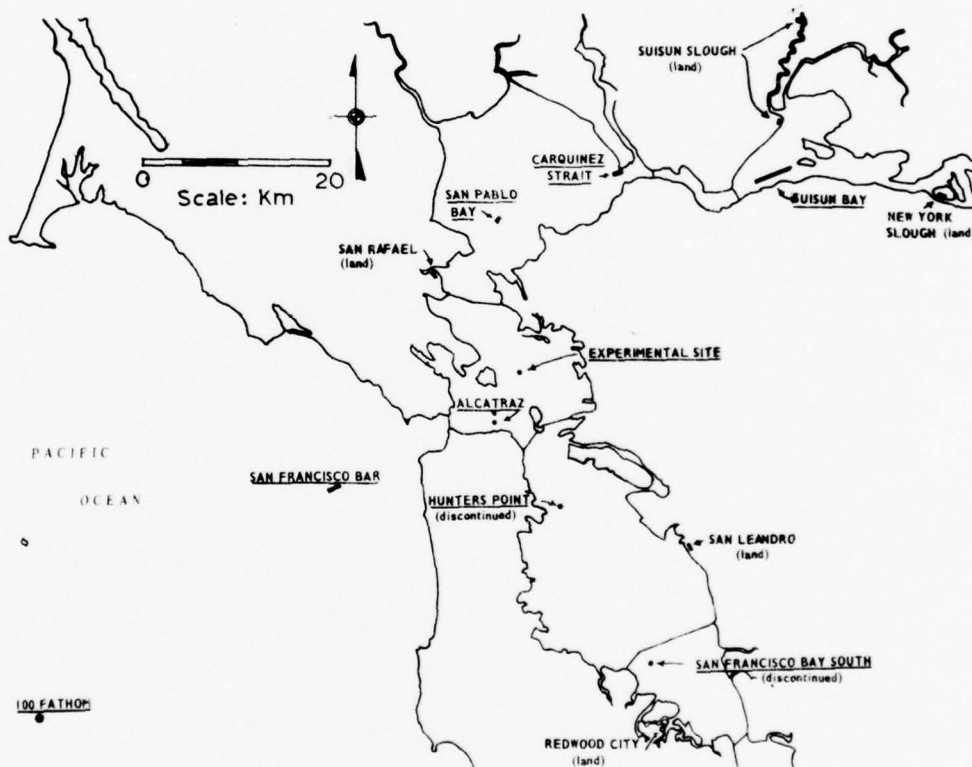 SUISUN SLOUGH
(land)
CARQUINEZ
STRAIT
0
20
Scale: Km
SAN PABLO
BAY
SUISUN BAY
NEW YORK
SLOUGH (land
SAN RAFAEL
(land)
EXPERIMENTAL SITE
ALCATRAZ
PACIFIC
OCEAN
SAN FRANCISCO BAR
HUNTERS POINT
(discontinued)
SAN LEANDRO
(land)
SAN FRANCISCO BAY SOUTH
(discontinued)
100 FATHOM
REDWOOD CITY
(land)